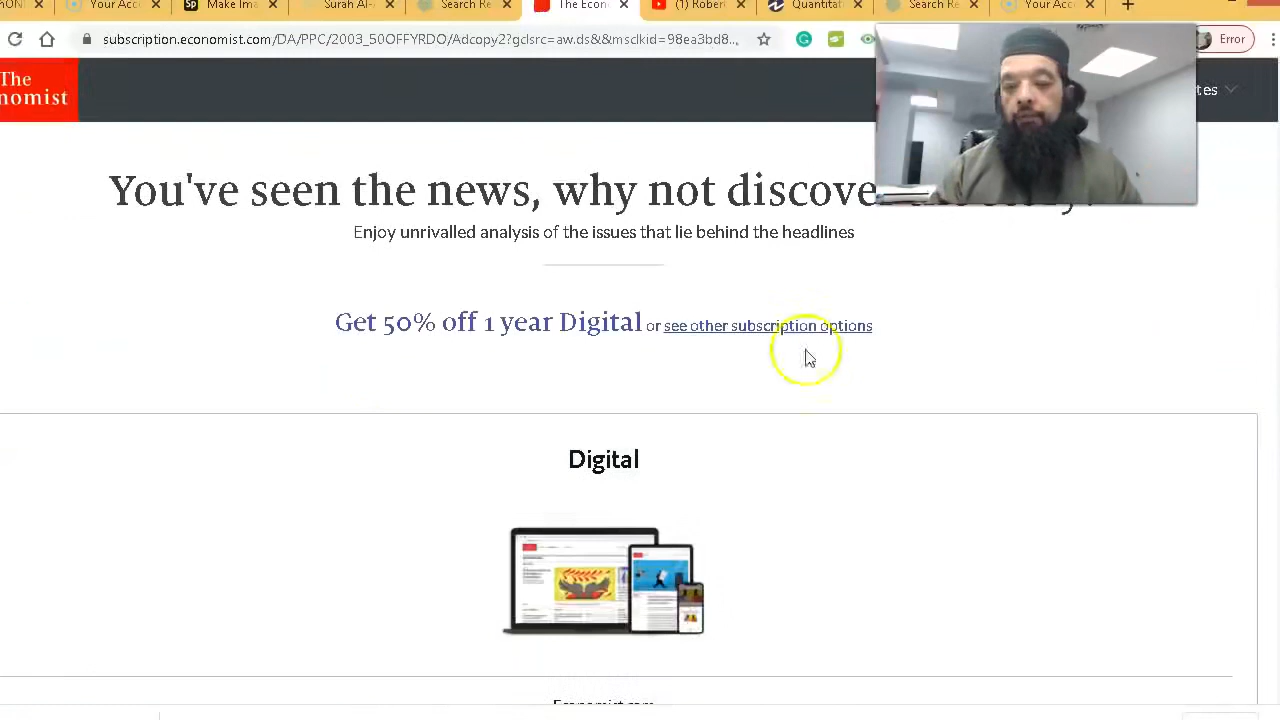 Your Acc
Make Ima
Surah Al-
Search Re
The Econ
(1) Rober
Quantitat
Search Re
Your Acc
subscription.economist.com/DA/PPC/2003_50OFFYRDO/Adcopy2?gclsrc=aw.ds&&msclkid=98ea3bd8...
Error
The
nomist
tes
You've seen the news, why not discove
Enjoy unrivalled analysis of the issues that lie behind the headlines
Get 50% off 1 year Digital or see other subscription options
Digital